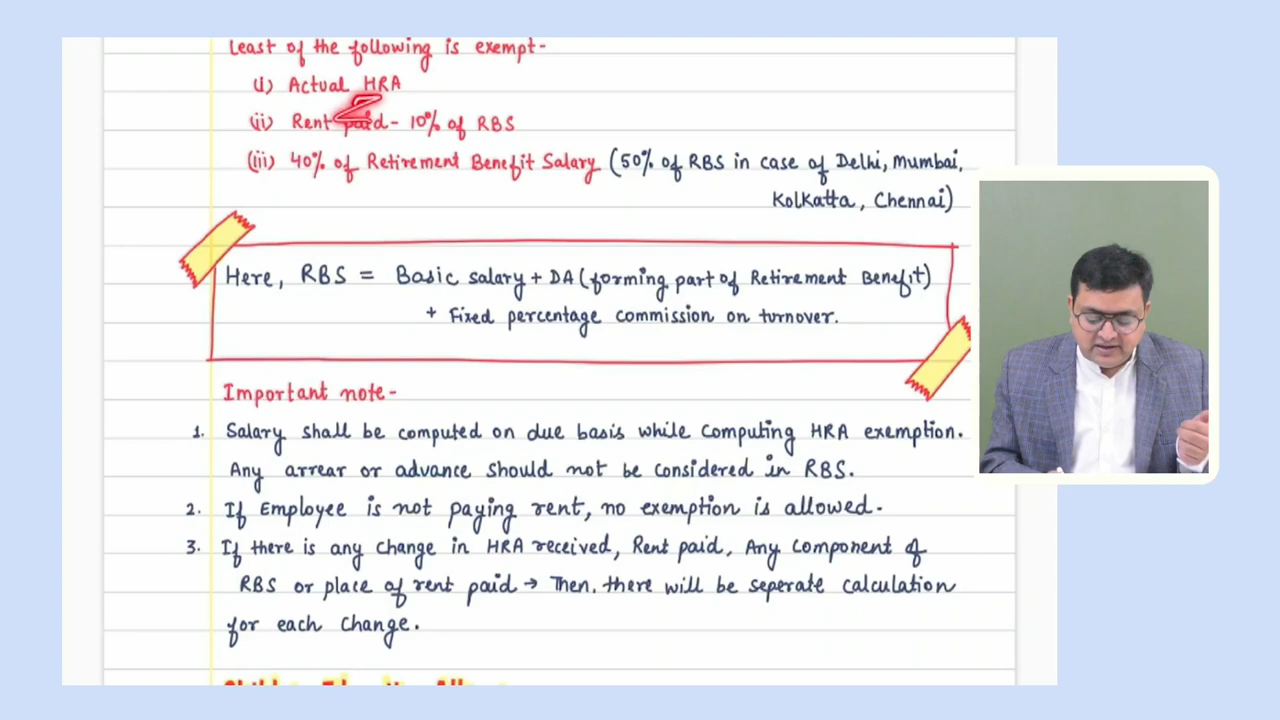 Least of the following is exempt-
(i) Actual HRA
(ii) Rent paid- 10% of RBS
(iii) 40% of Retirement Benefit Salary (50% of RBS in case of Delhi, Mumbai,
Kolkatta, Chennai)
Here, RBS = Basic salary + DA (forming part of Retirement Benefit)
+ Fixed percentage commission on turnover.
Important note-
1. Salary shall be computed on due basis while computing HRA exemption.
Any arrear or advance should not be considered in RBS.
2. If Employee is not paying rent, no exemption is allowed.
3. If there is any change in HRA received, Rent paid, Any component of
RBS or place of rent paid → Then, there will be seperate calculation
for each change.